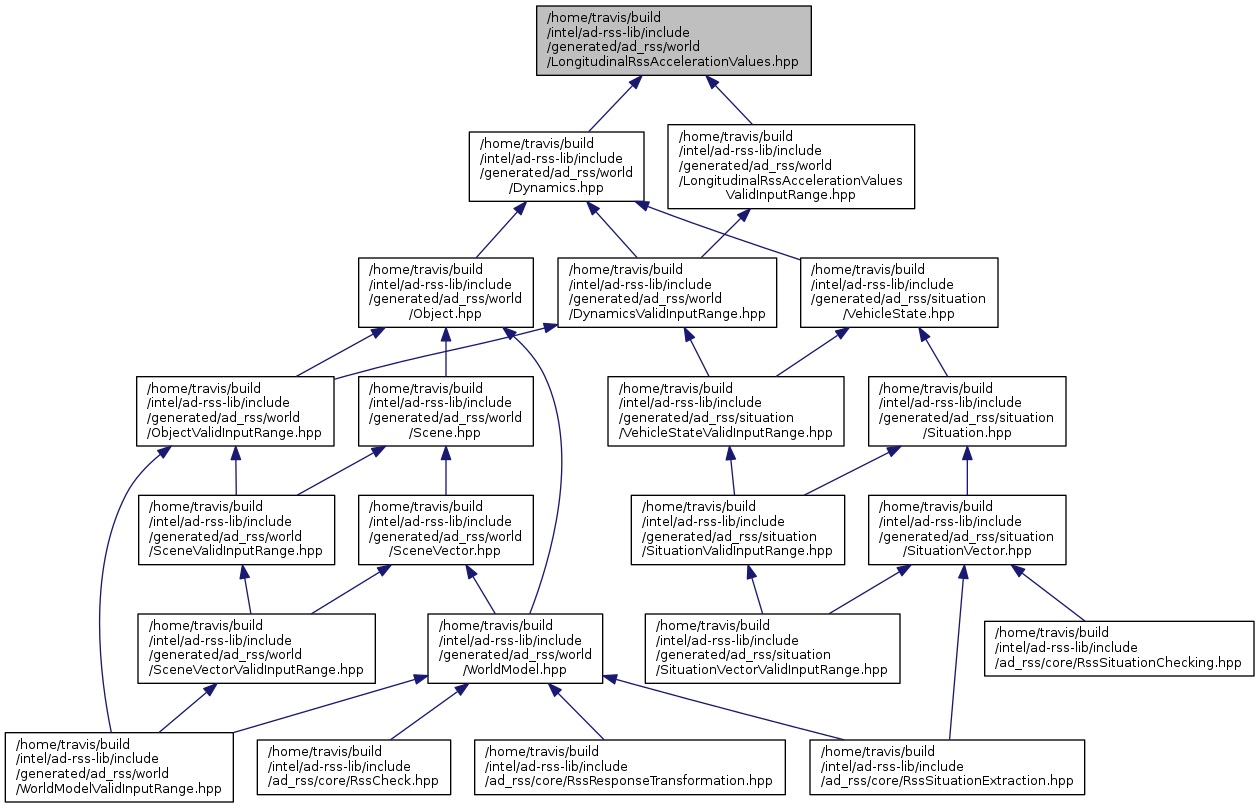 /home/travis/build
/intel/ad-rss-lib/include
/generated/ad_rss/world
/LongitudinalRssAccelerationValues.hpp
/home/travis/build
/intel/ad-rss-lib/include
/generated/ad_rss/world
/Dynamics.hpp
/home/travis/build
/intel/ad-rss-lib/include
/generated/ad_rss/world
/LongitudinalRssAccelerationValues
ValidInputRange.hpp
/home/travis/build
/intel/ad-rss-lib/include
/generated/ad_rss/world
/Object.hpp
/home/travis/build
/intel/ad-rss-lib/include
/generated/ad_rss/world
/DynamicsValidInputRange.hpp
/home/travis/build
/intel/ad-rss-lib/include
/generated/ad_rss/situation
/VehicleState.hpp
/home/travis/build
/intel/ad-rss-lib/include
/generated/ad_rss/world
/ObjectValidInputRange.hpp
/home/travis/build
/intel/ad-rss-lib/include
/generated/ad_rss/world
/Scene.hpp
/home/travis/build
/intel/ad-rss-lib/include
/generated/ad_rss/situation
/VehicleStateValidInputRange.hpp
/home/travis/build
/intel/ad-rss-lib/include
/generated/ad_rss/situation
/Situation.hpp
/home/travis/build
/intel/ad-rss-lib/include
/generated/ad_rss/world
/SceneValidInputRange.hpp
/home/travis/build
/intel/ad-rss-lib/include
/generated/ad_rss/world
/SceneVector.hpp
/home/travis/build
/intel/ad-rss-lib/include
/generated/ad_rss/situation
/SituationValidInputRange.hpp
/home/travis/build
/intel/ad-rss-lib/include
/generated/ad_rss/situation
/SituationVector.hpp
/home/travis/build
/intel/ad-rss-lib/include
/generated/ad_rss/world
/SceneVectorValidInputRange.hpp
/home/travis/build
/intel/ad-rss-lib/include
/generated/ad_rss/world
/WorldModel.hpp
/home/travis/build
/intel/ad-rss-lib/include
/generated/ad_rss/situation
/SituationVectorValidInputRange.hpp
/home/travis/build
/intel/ad-rss-lib/include
/ad_rss/core/RssSituationChecking.hpp
/home/travis/build
/intel/ad-rss-lib/include
/generated/ad_rss/world
/WorldModelValidInputRange.hpp
/home/travis/build
/intel/ad-rss-lib/include
/ad_rss/core/RssCheck.hpp
/home/travis/build
/intel/ad-rss-lib/include
/ad_rss/core/RssResponseTransformation.hpp
/home/travis/build
/intel/ad-rss-lib/include
/ad_rss/core/RssSituationExtraction.hpp